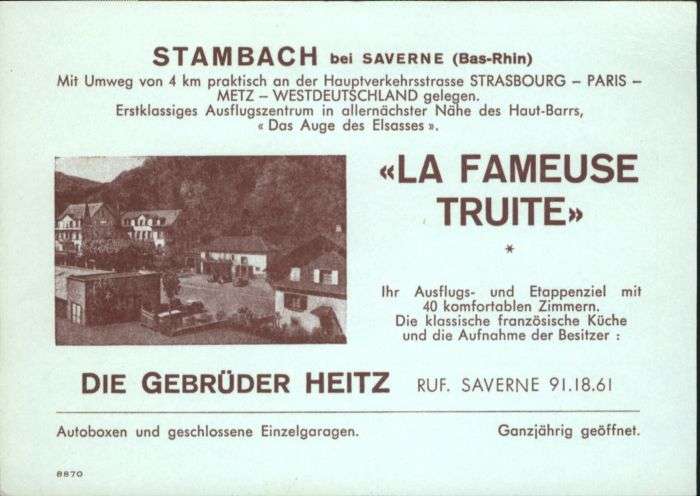 STAMBACH bei SAVERNE (Bas-Rhin)
Mit Umweg von 4 km praktisch an der Hauptverkehrsstrasse STRASBOURG – PARIS –
METZ – WESTDEUTSCHLAND gelegen.
Erstklassiges Ausflugszentrum in allernächster Nähe des Haut-Barrs,
« Das Auge des Elsasses ».
«LA FAMEUSE
TRUITE»
*
Ihr Ausflugs- und Etappenziel mit
40 komfortablen Zimmern.
Die klassische französische Küche
und die Aufnahme der Besitzer :
DIE GEBRÜDER HEITZ RUF. SAVERNE 91.18.61
Autoboxen und geschlossene Einzelgaragen. Ganzjährig geöffnet.
8870